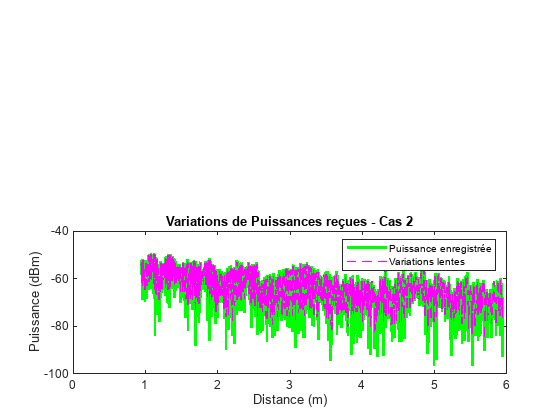 Variations de Puissances reçues - Cas 2
Puissance (dBm)
-40
-60
-80
-100
Puissance enregistrée
Variations lentes
0
1
2
3
4
5
6
Distance (m)